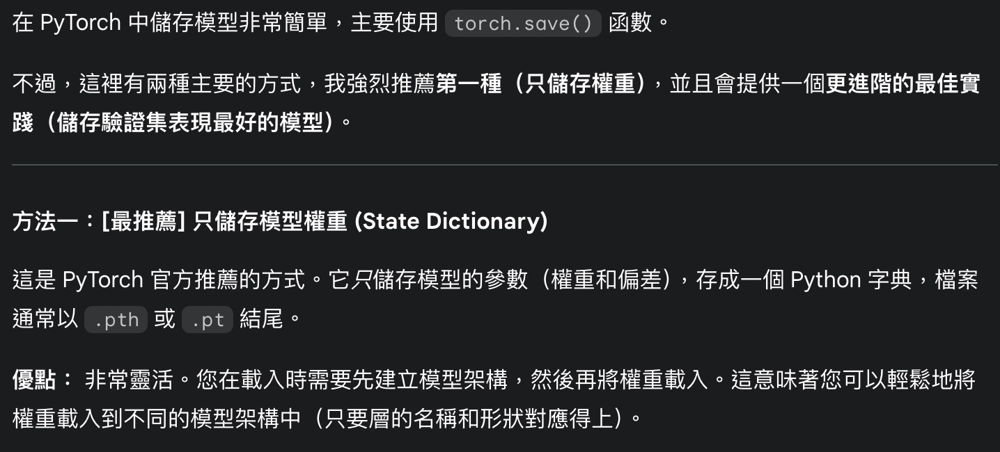 在 PyTorch 中儲存模型非常簡單，主要使用 torch.save() 函數。
不過，這裡有兩種主要的方式，我強烈推薦第一種（只儲存權重），並且會提供一個更進階的最佳實
踐（儲存驗證集表現最好的模型）。
方法一：[最推薦] 只儲存模型權重 (State Dictionary)
這是 PyTorch 官方推薦的方式。它只儲存模型的參數（權重和偏差），存成一個 Python 字典，檔案
通常以 .pth 或 .pt 結尾。
優點： 非常靈活。您在載入時需要先建立模型架構，然後再將權重載入。這意味著您可以輕鬆地將
權重載入到不同的模型架構中（只要層的名稱和形狀對應得上）。